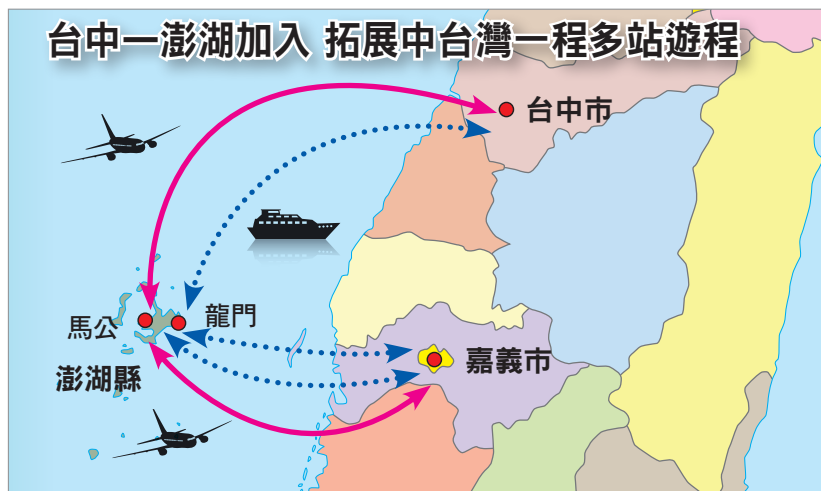 台中一澎湖加入 拓展中台灣一程多站遊程
台中市
馬公
龍門
澎湖縣
嘉義市